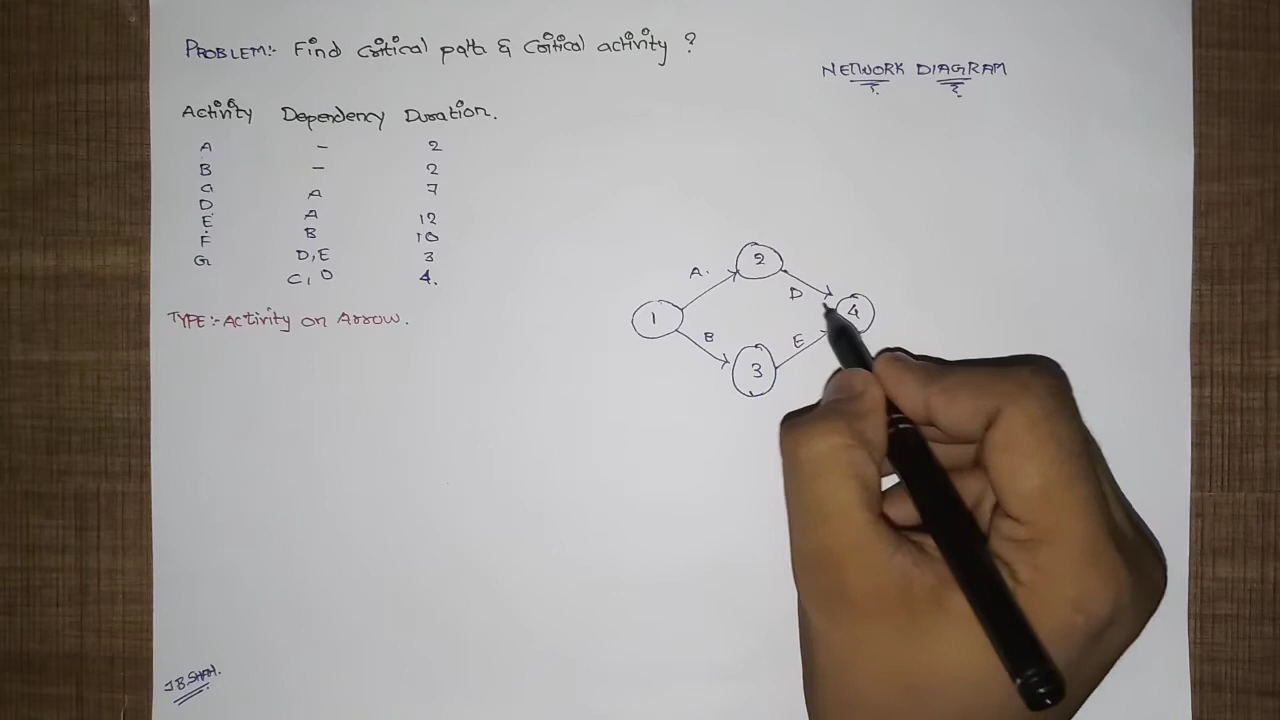 PROBLEM:- Find critical path & critical activity ?
NETWORK DIAGRAM
Activity Dependency Duration.
A - 2
B - 2
C A 7
D A 12
E B 10
F D,E 3
G C, D 4.
TYPE:- Activity on Arrow.
A. 2
D
1 4
B E
3
J B. SHAH.